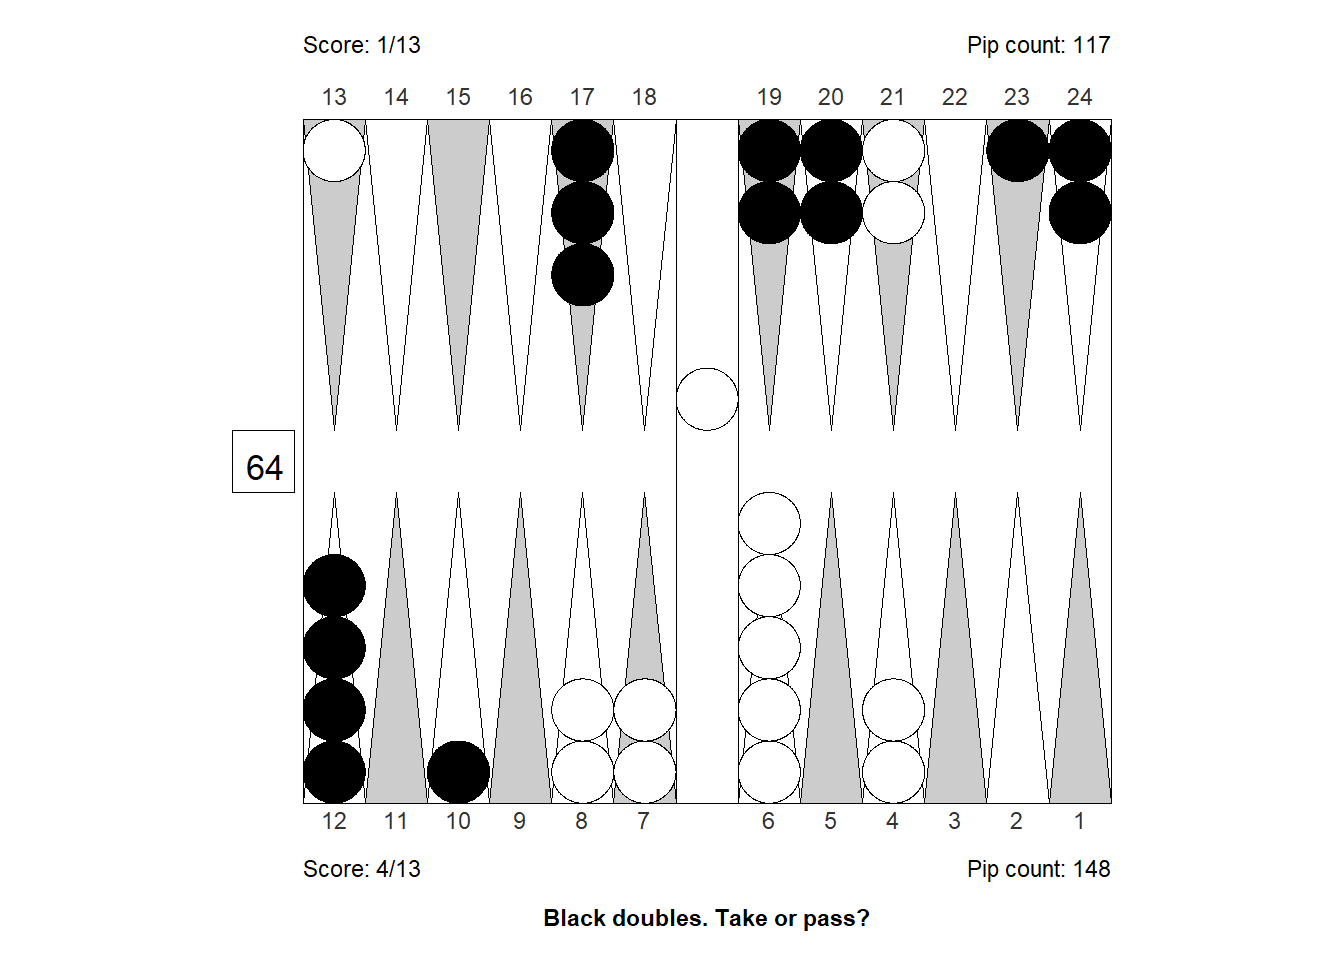 Score: 1/13 Pip count: 117
13 14 15 16 17 18 19 20 21 22 23 24
64
12 11 10 9 8 7 6 5 4 3 2 1
Score: 4/13 Pip count: 148
Black doubles. Take or pass?